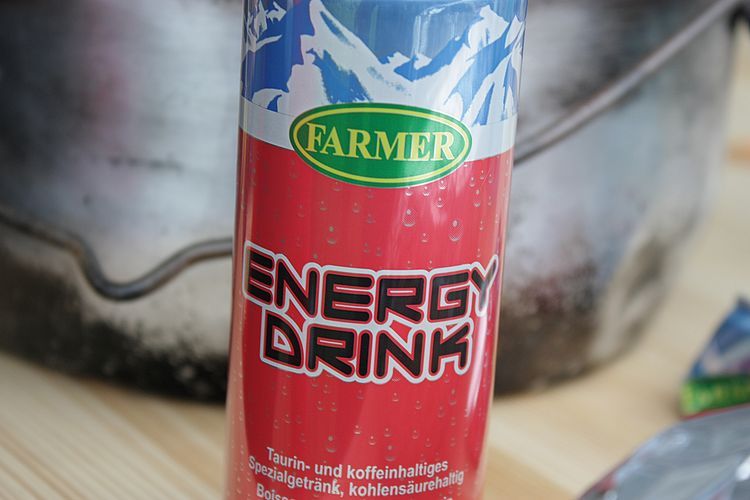 FARMER
ENERGY
DRINK
Taurin- und koffeinhaltiges
Spezialgetränk, kohlensäurehaltig